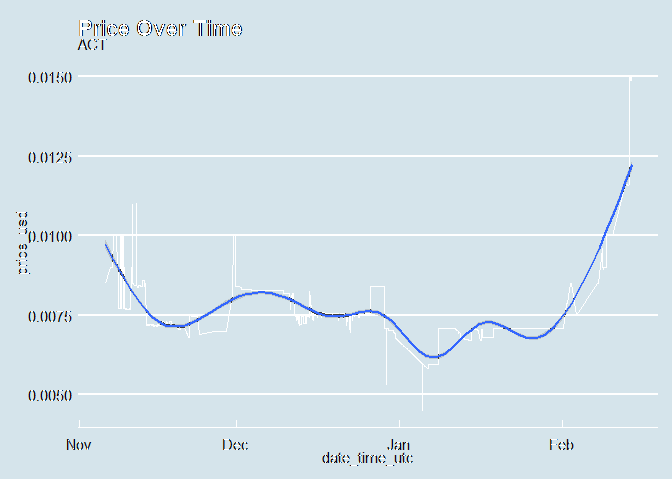 Price Over Time
ACT
0.0150
0.0125
0.0100
0.0075
0.0050
price_usd
Nov
Dec
Jan
Feb
date_time_utc